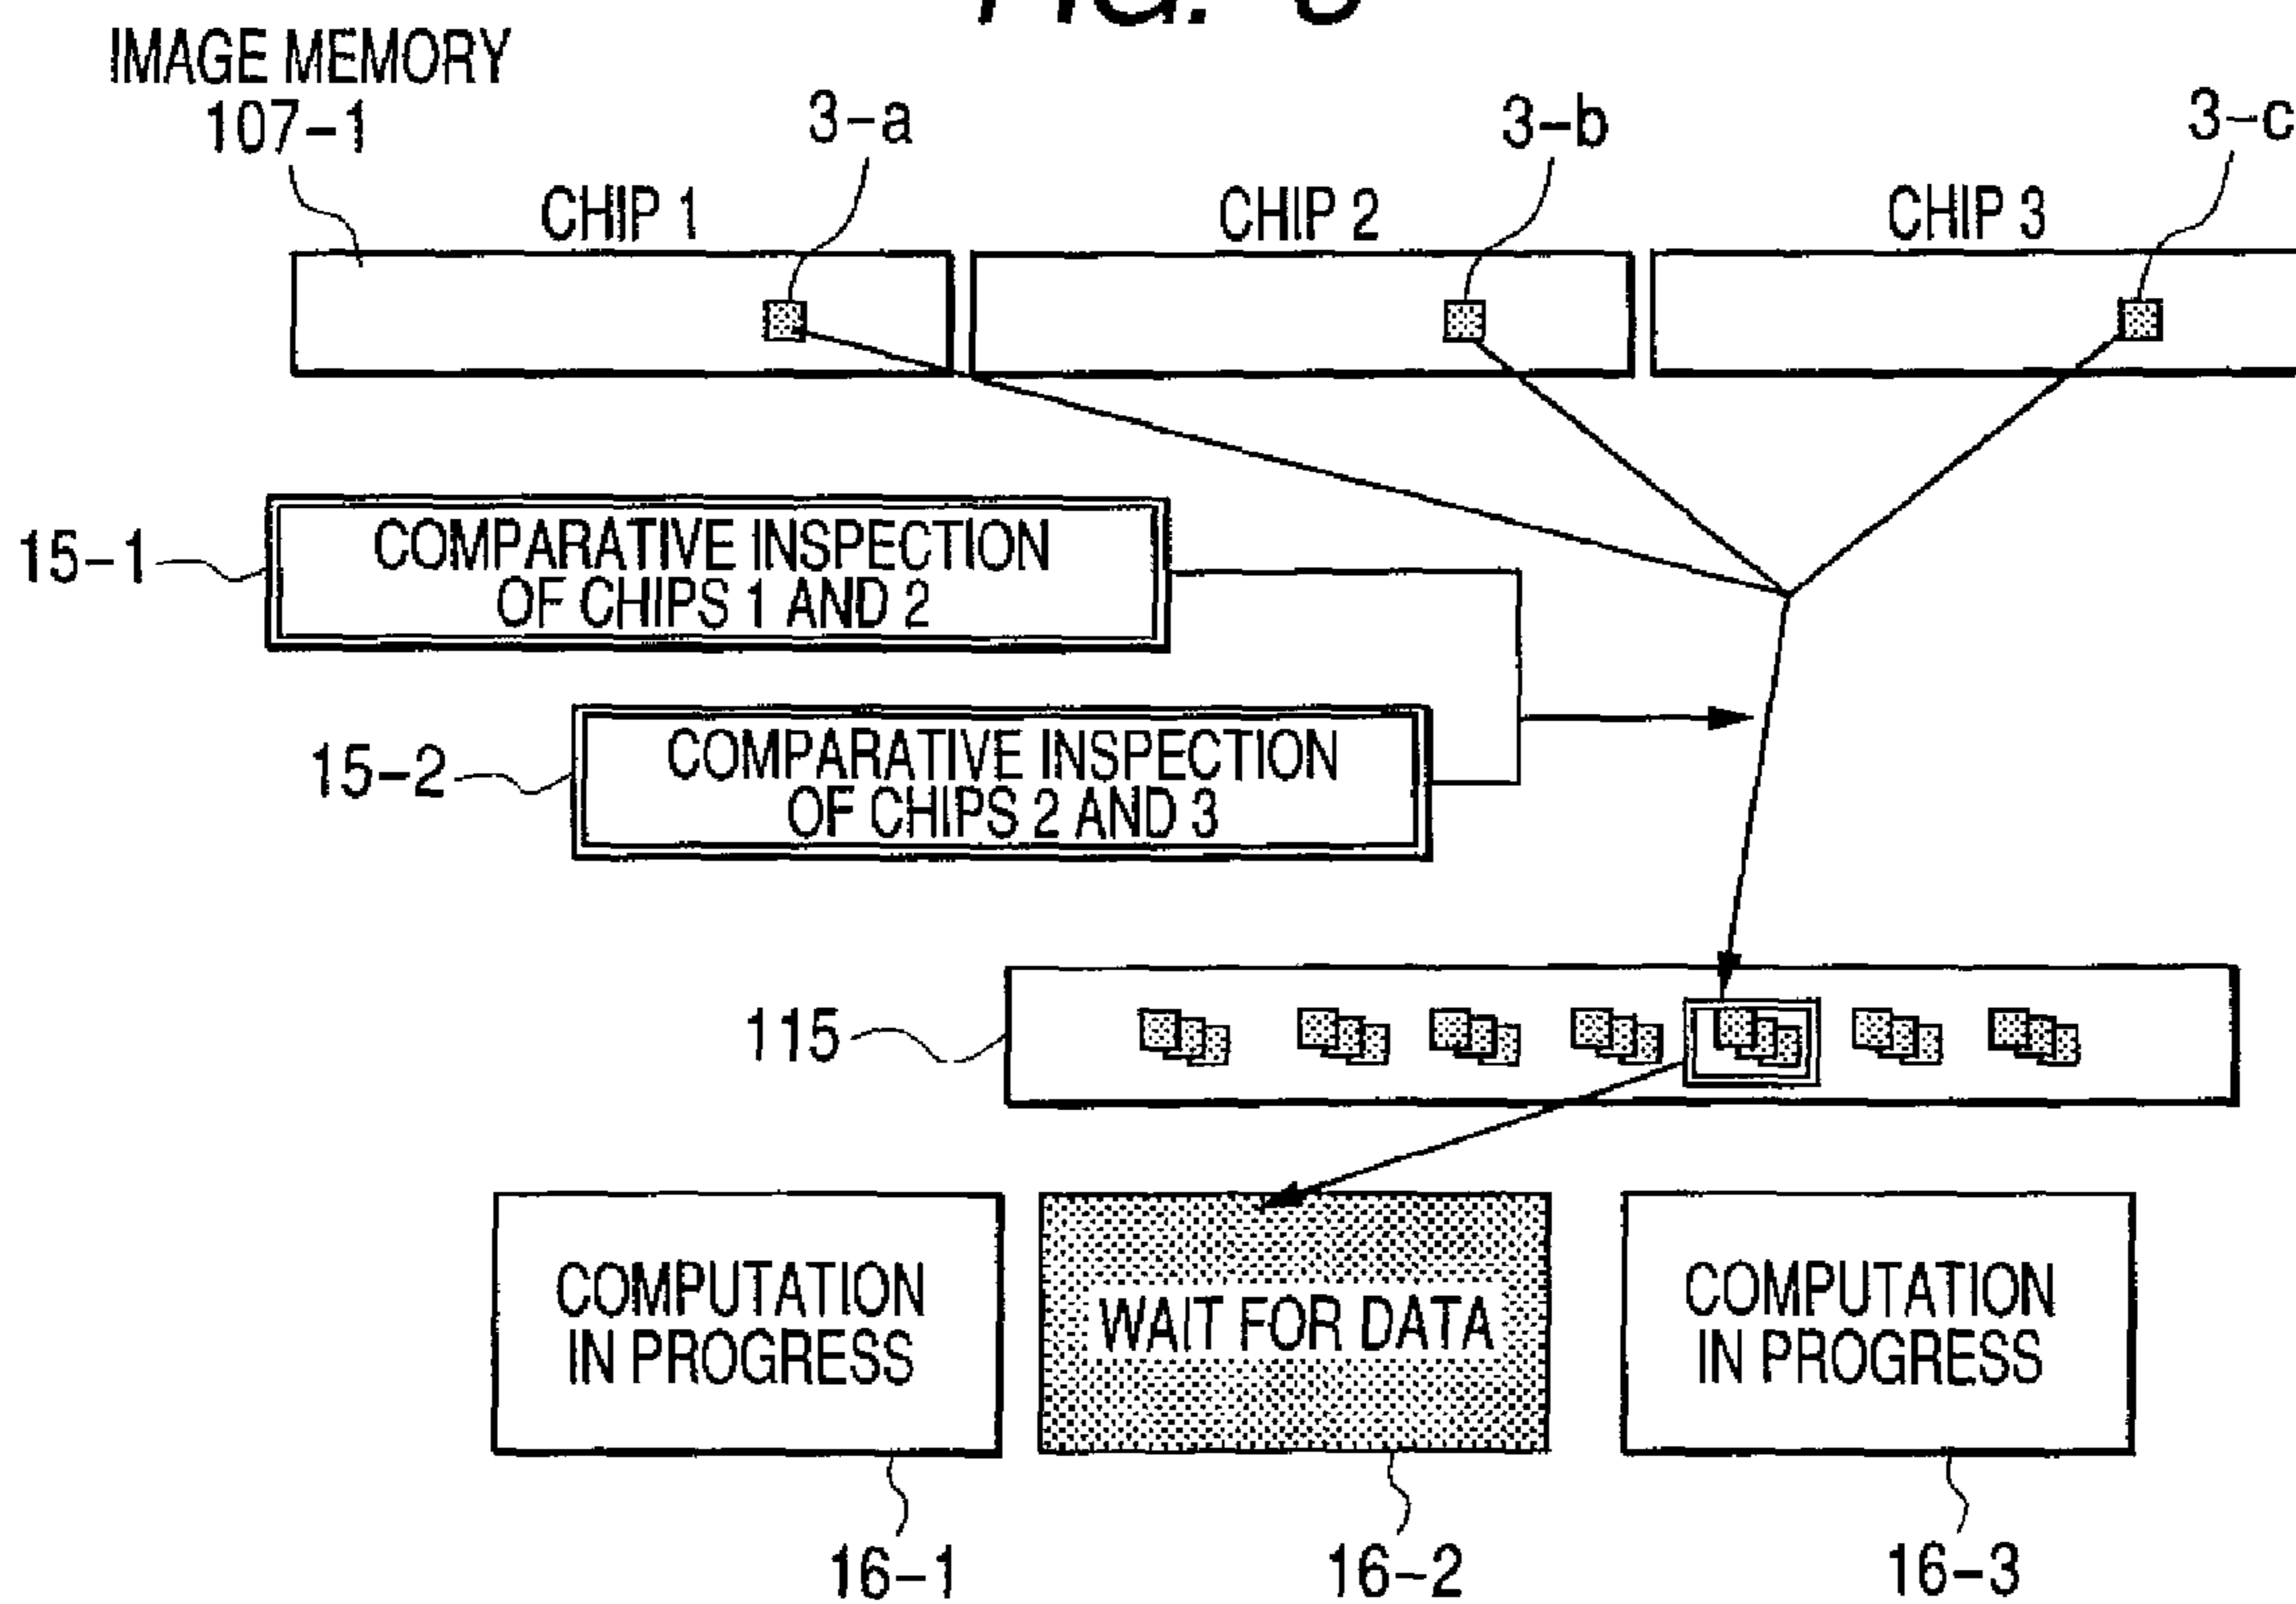 FIG.
IMAGE MEMORY
107-1
3-a
3-b
3-c
CHIP 1
CHIP 2
CHIP 3
15-1
COMPARATIVE INSPECTION
OF CHIPS 1 AND 2
15-2
COMPARATIVE INSPECTION
OF CHIPS 2 AND 3
115
COMPUTATION
IN PROGRESS
WAIT FOR DATA
COMPUTATION
IN PROGRESS
16-1
16-2
16-3